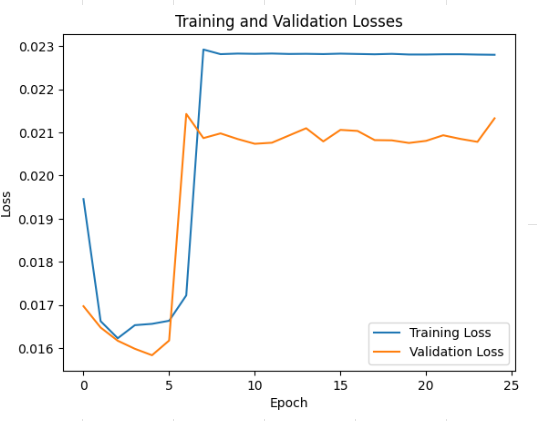 Training and Validation Losses
0.023
0.022
0.021
0.020
0.019
0.018
0.017
0.016
Loss
Training Loss
Validation Loss
0 5 10 15 20 25
Epoch